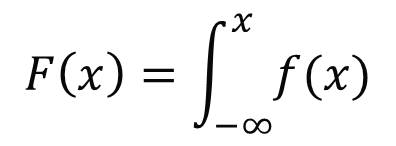 F(x) = ∫_{-∞}^{x} f(x)